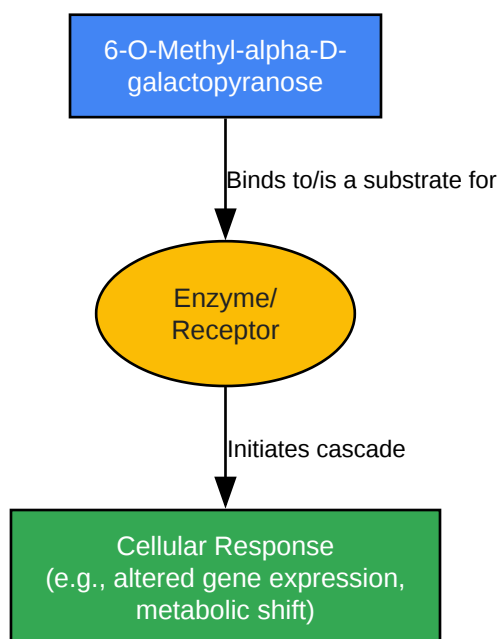 6-O-Methyl-alpha-D-
galactopyranose
Binds to/is a substrate for
Enzyme/
Receptor
Initiates cascade
Cellular Response
(e.g., altered gene expression,
metabolic shift)